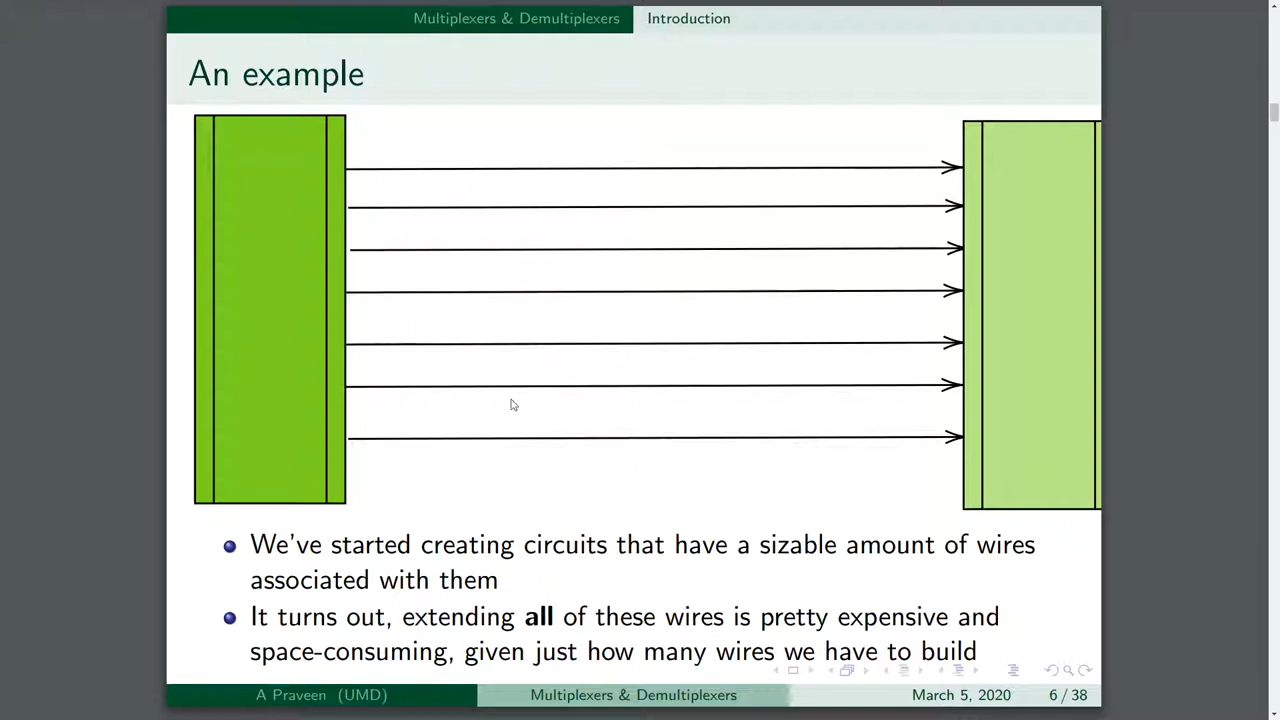 Multiplexers & Demultiplexers Introduction
An example
We've started creating circuits that have a sizable amount of wires
associated with them
It turns out, extending all of these wires is pretty expensive and
space-consuming, given just how many wires we have to build
A Praveen (UMD) Multiplexers & Demultiplexers March 5, 2020 6 / 38